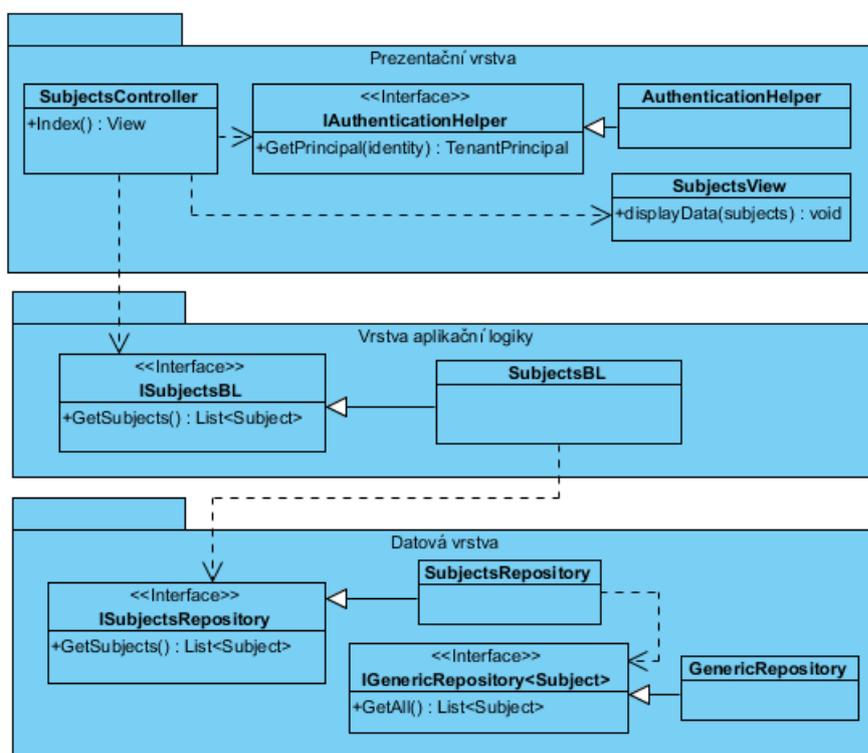 Prezentační vrstva
SubjectsController
+Index() : View
<<Interface>>
IAuthenticationHelper
+GetPrincipal(identity) : TenantPrincipal
AuthenticationHelper
SubjectsView
+displayData(subjects) : void
Vrstva aplikační logiky
<<Interface>>
ISubjectsBL
+GetSubjects() : List<Subject>
SubjectsBL
Datová vrstva
<<Interface>>
ISubjectsRepository
+GetSubjects() : List<Subject>
SubjectsRepository
<<Interface>>
IGenericRepository<Subject>
+GetAll() : List<Subject>
GenericRepository